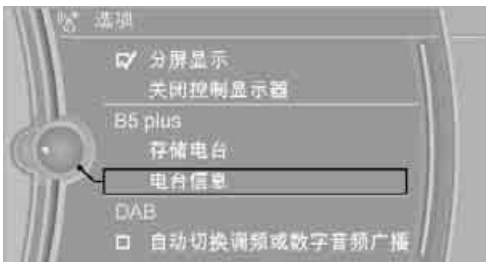 选项
分屏显示
关闭控制显示器
B5 plus
存储电台
电台信息
DAB
自动切换调频或数字音频广播